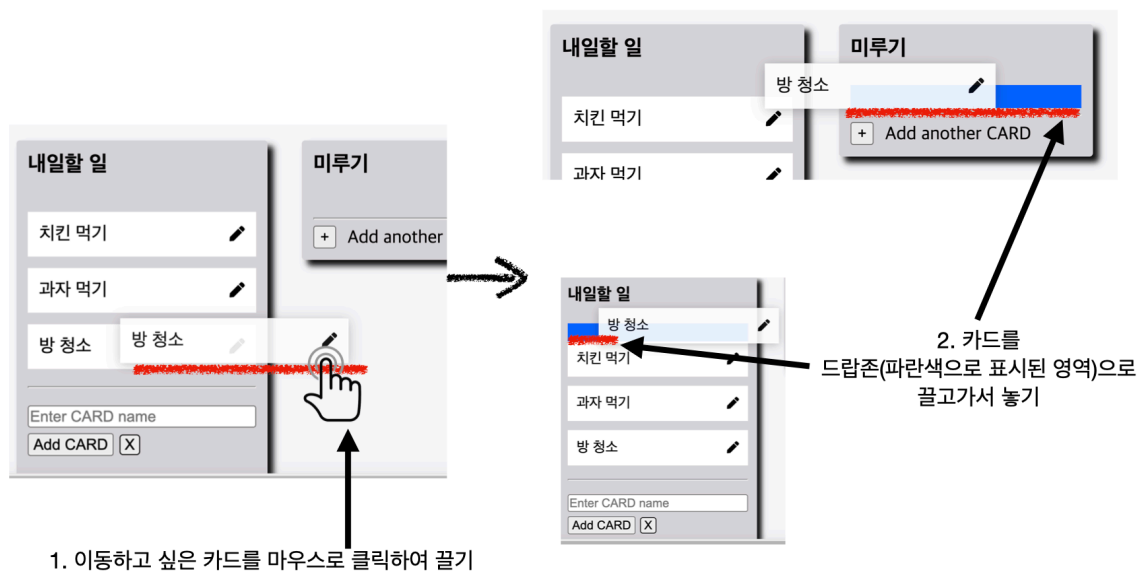 내일할 일
미루기
치킨 먹기
+ Add another
과자 먹기
방 청소
방 청소
Enter CARD name
Add CARD X
1. 이동하고 싶은 카드를 마우스로 클릭하여 끌기
내일할 일
미루기
방 청소
치킨 먹기
+ Add another CARD
과자 먹기
내일할 일
방 청소
치킨 먹기
과자 먹기
방 청소
Enter CARD name
Add CARD X
2. 카드를
드랍존(파란색으로 표시된 영역)으로
끌고가서 놓기